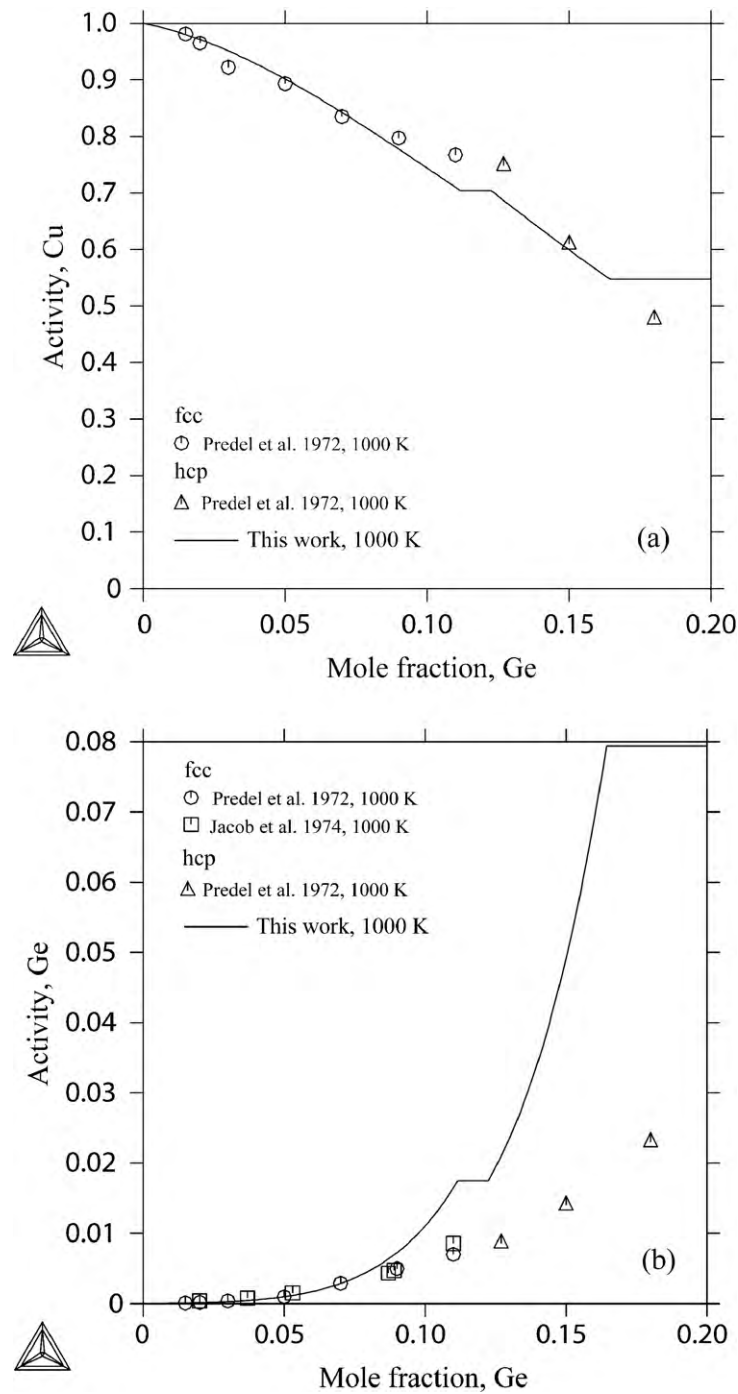 1.0
0.9
0.8
0.7
0.6
0.5
0.4
0.3
0.2
0.1
0
Activity, Cu
fcc
Predel et al. 1972, 1000 K
hcp
Predel et al. 1972, 1000 K
This work, 1000 K
(a)
0 0.05 0.10 0.15 0.20
Mole fraction, Ge
0.08
0.07
0.06
0.05
0.04
0.03
0.02
0.01
0
Activity, Ge
fcc
Predel et al. 1972, 1000 K
Jacob et al. 1974, 1000 K
hcp
Predel et al. 1972, 1000 K
This work, 1000 K
(b)
0 0.05 0.10 0.15 0.20
Mole fraction, Ge